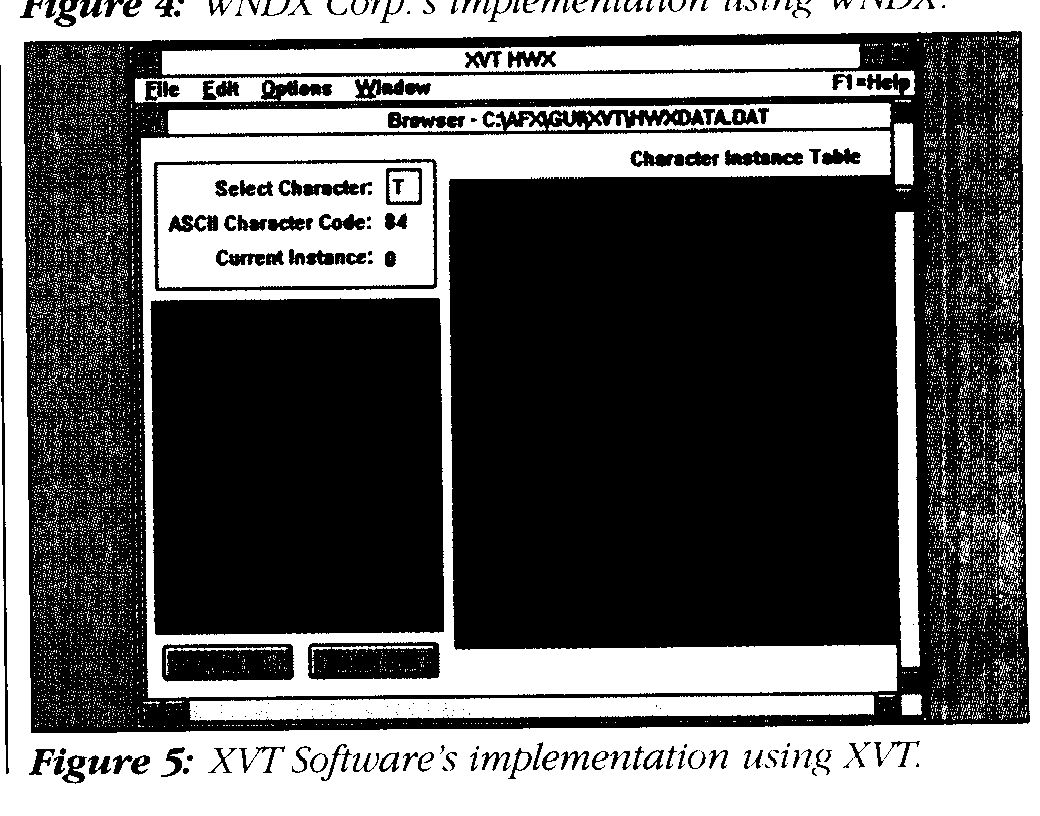 Figure 4: WNDX Corp.'s implementation using WNDX.
XVT HWX
File Edit Options Window F1=Help
Browser - C:\AFX\GUI\XVT\HWXDATA.DAT
Character Instance Table
Select Character: T
ASCII Character Code: 84
Current Instance: 0
Figure 5: XVT Software's implementation using XVT.